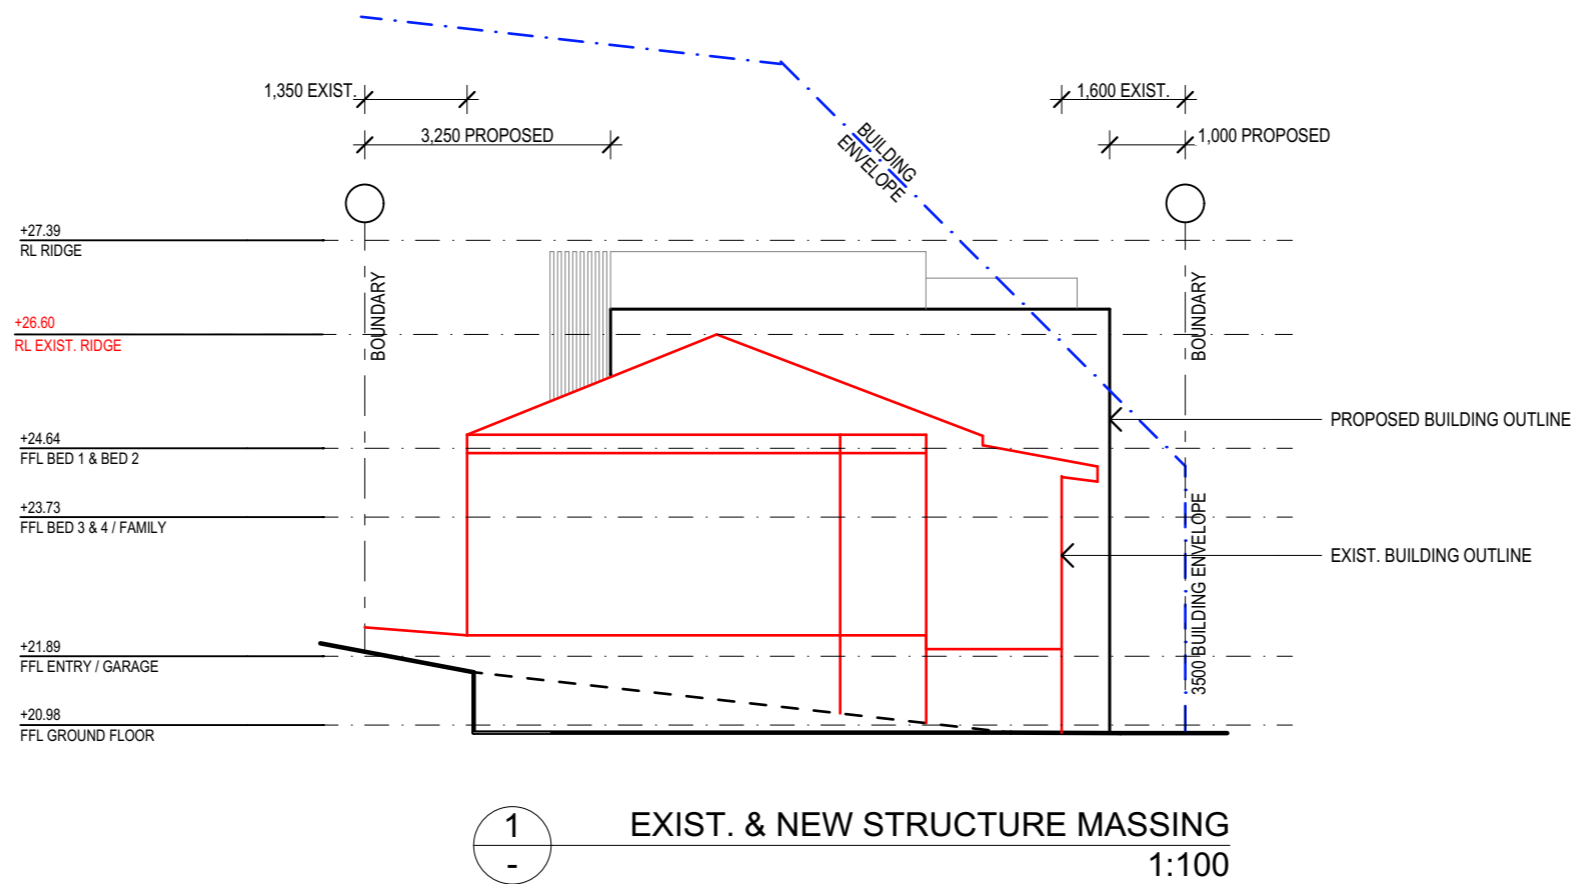 1,350 EXIST.
1,600 EXIST.
3,250 PROPOSED
1,000 PROPOSED
BUILDING
ENVELOPE
+27.39
RL RIDGE
BOUNDARY
BOUNDARY
+26.60
RL EXIST. RIDGE
PROPOSED BUILDING OUTLINE
+24.64
FFL BED 1 & BED 2
+23.73
FFL BED 3 & 4 / FAMILY
3500 BUILDING ENVELOPE
EXIST. BUILDING OUTLINE
+21.89
FFL ENTRY / GARAGE
+20.98
FFL GROUND FLOOR
1
-
EXIST. & NEW STRUCTURE MASSING
1:100